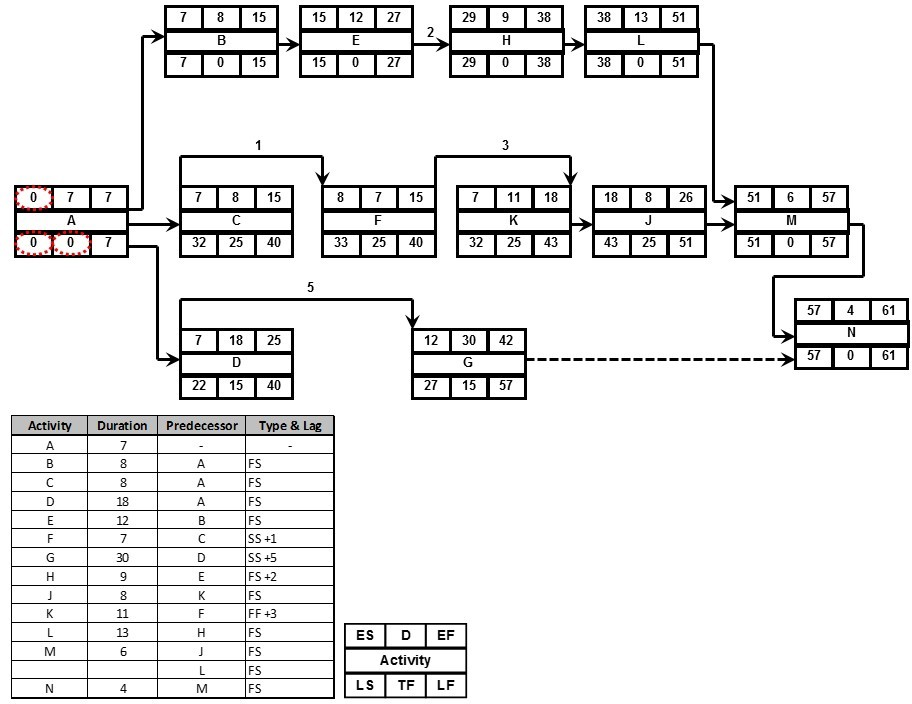 7 8 15 15 12 27 29 9 38 38 13 51
B E 2 H L
7 0 15 15 0 27 29 0 38 38 0 51
1 3
0 7 7 7 8 15 8 7 15 7 11 18 18 8 26 51 6 57
A C F K J M
0 0 7 32 25 40 33 25 40 32 25 43 43 25 51 51 0 57
5
57 4 61
N
57 0 61
7 18 25 12 30 42
D G
22 15 40 27 15 57
Activity Duration Predecessor Type & Lag
A 7 - -
B 8 A FS
C 8 A FS
D 18 A FS
E 12 B FS
F 7 C SS +1
G 30 D SS +5
H 9 E FS +2
J 8 K FS
K 11 F FF +3
L 13 H FS
M 6 J FS
L FS
N 4 M FS
ES D EF
Activity
LS TF LF